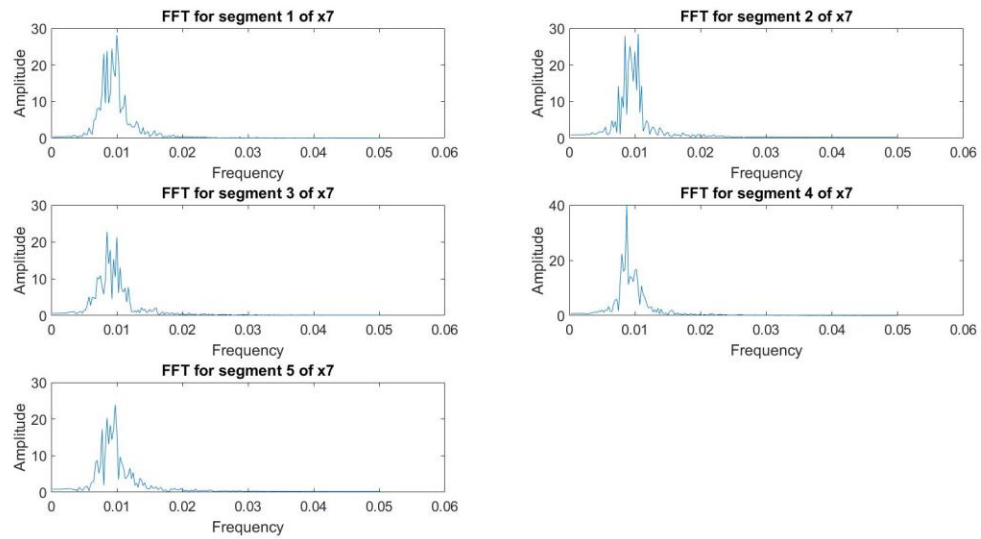 FFT for segment 1 of x7
30
20
10
0
Amplitude
0 0.01 0.02 0.03 0.04 0.05 0.06
Frequency
FFT for segment 2 of x7
30
20
10
0
Amplitude
0 0.01 0.02 0.03 0.04 0.05 0.06
Frequency
FFT for segment 3 of x7
30
20
10
0
Amplitude
0 0.01 0.02 0.03 0.04 0.05 0.06
Frequency
FFT for segment 4 of x7
40
20
0
Amplitude
0 0.01 0.02 0.03 0.04 0.05 0.06
Frequency
FFT for segment 5 of x7
30
20
10
0
Amplitude
0 0.01 0.02 0.03 0.04 0.05 0.06
Frequency